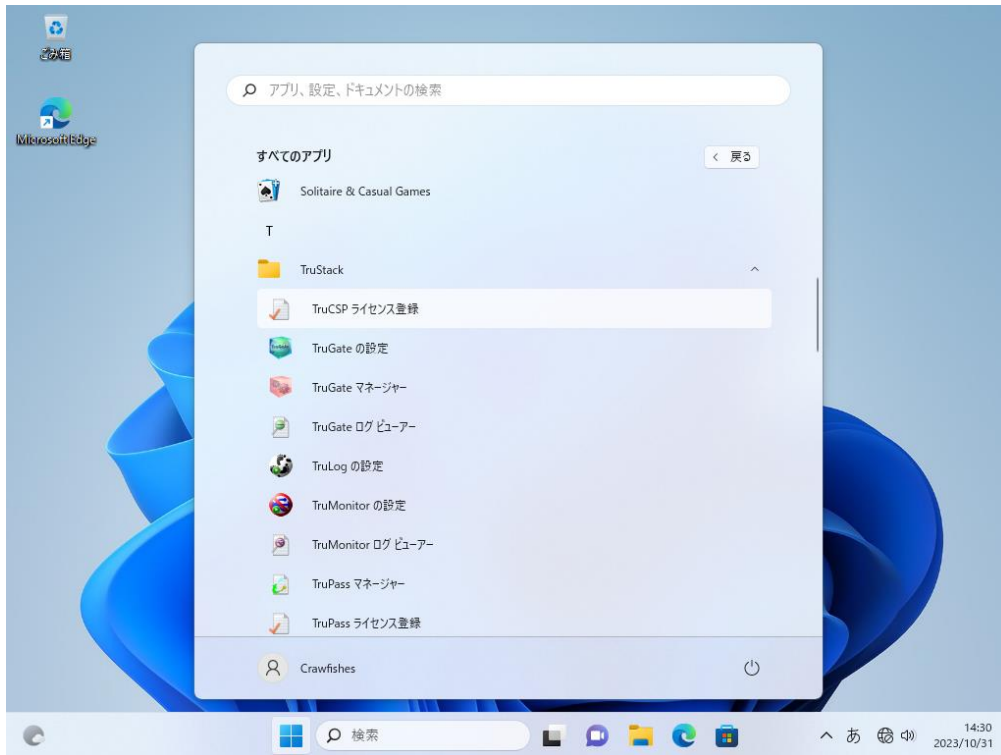 ごみ箱
Microsoft Edge
アプリ、設定、ドキュメントの検索
すべてのアプリ
戻る
Solitaire & Casual Games
T
TruStack
TruCSP ライセンス登録
TruGate の設定
TruGate マネージャー
TruGate ログ ビューアー
TruLog の設定
TruMonitor の設定
TruMonitor ログ ビューアー
TruPass マネージャー
TruPass ライセンス登録
Crawfishes
検索
あ
14:30
2023/10/31